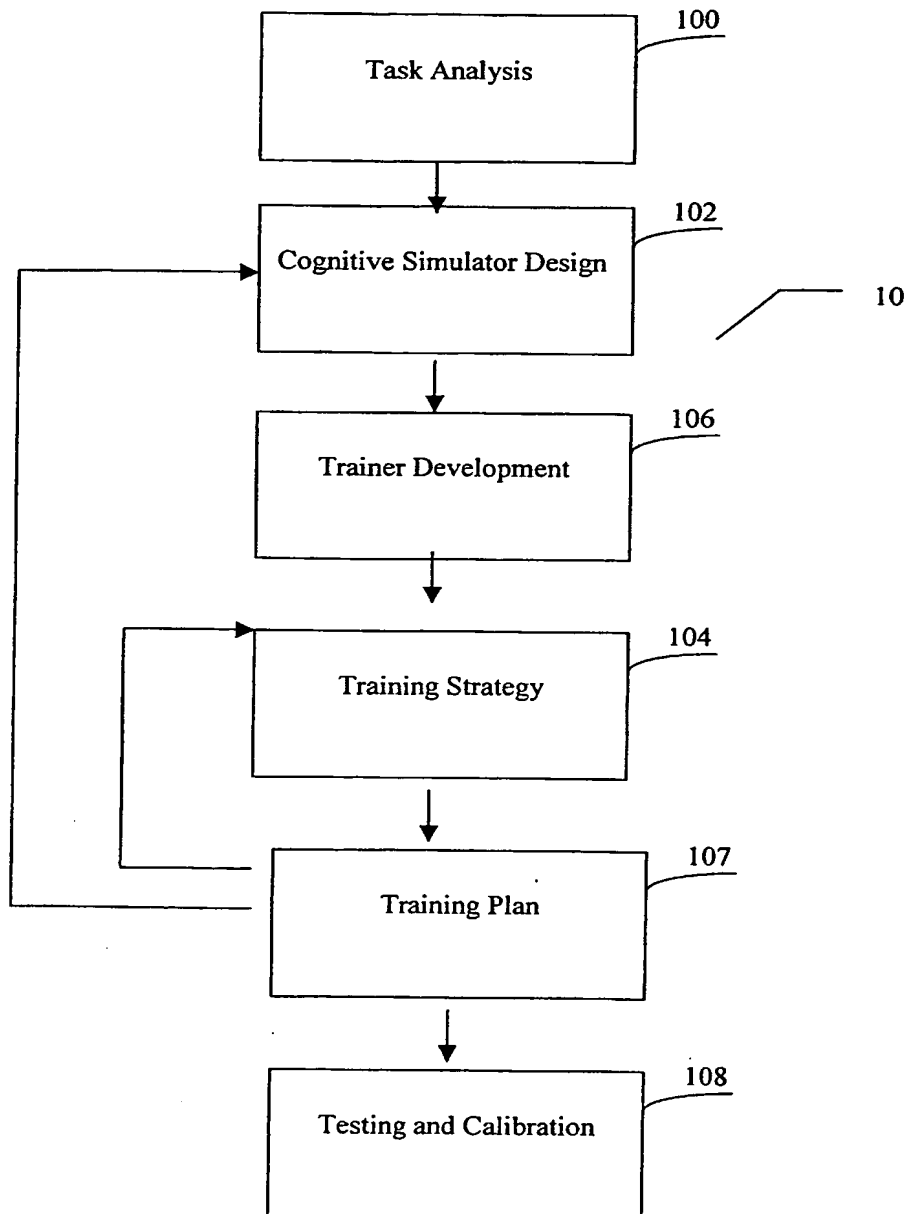 100
Task Analysis
102
Cognitive Simulator Design
10
106
Trainer Development
104
Training Strategy
107
Training Plan
108
Testing and Calibration